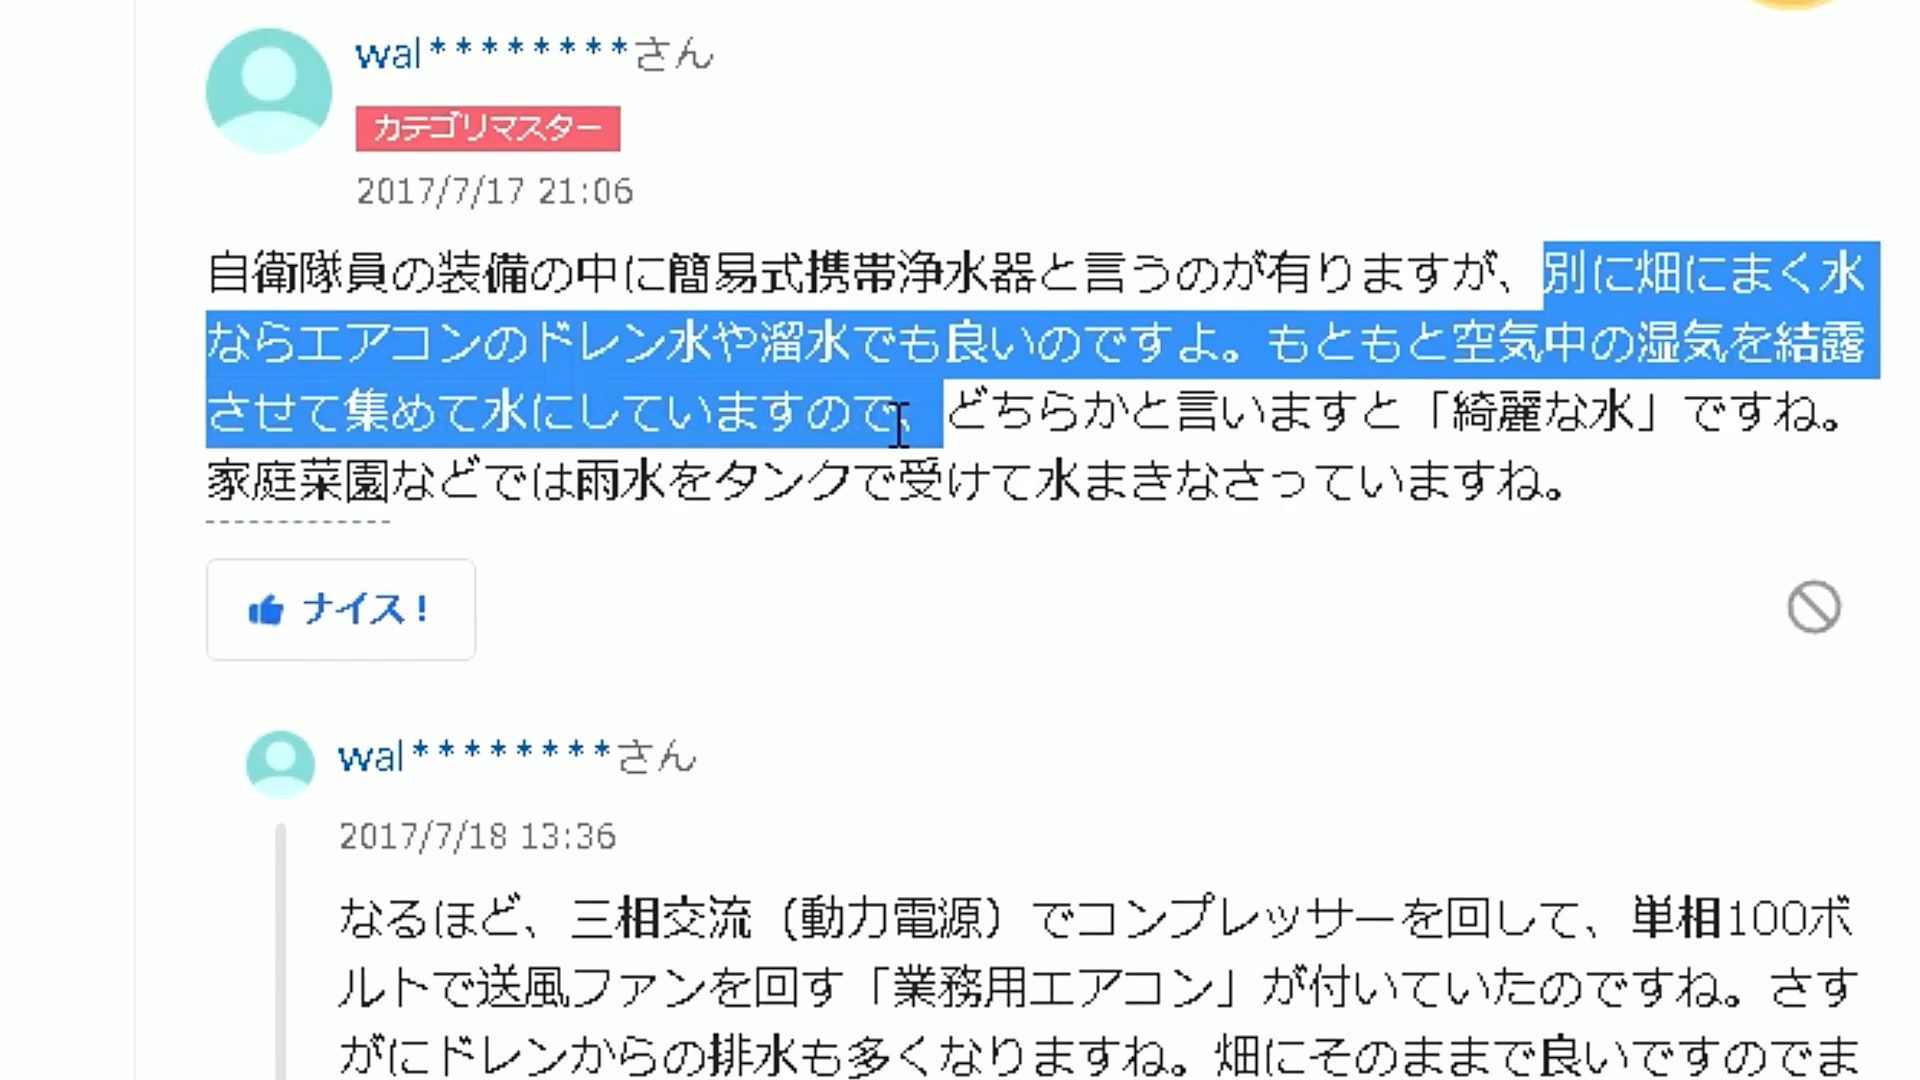 wal********さん
カテゴリマスター
2017/7/17 21:06
自衛隊員の装備の中に簡易式携帯浄水器と言うのが有りますが、別に畑にまく水
ならエアコンのドレン水や溜水でも良いのですよ。もともと空気中の湿気を結露
させて集めて水にしていますので、どちらかと言いますと「綺麗な水」ですね。
家庭菜園などでは雨水をタンクで受けて水まきなさっていますね。
ナイス!
wal********さん
2017/7/18 13:36
なるほど、三相交流（動力電源）でコンプレッサーを回して、単相100ボ
ルトで送風ファンを回す「業務用エアコン」が付いていたのですね。さす
がにドレンからの排水も多くなりますね。畑にそのままで良いですのでま